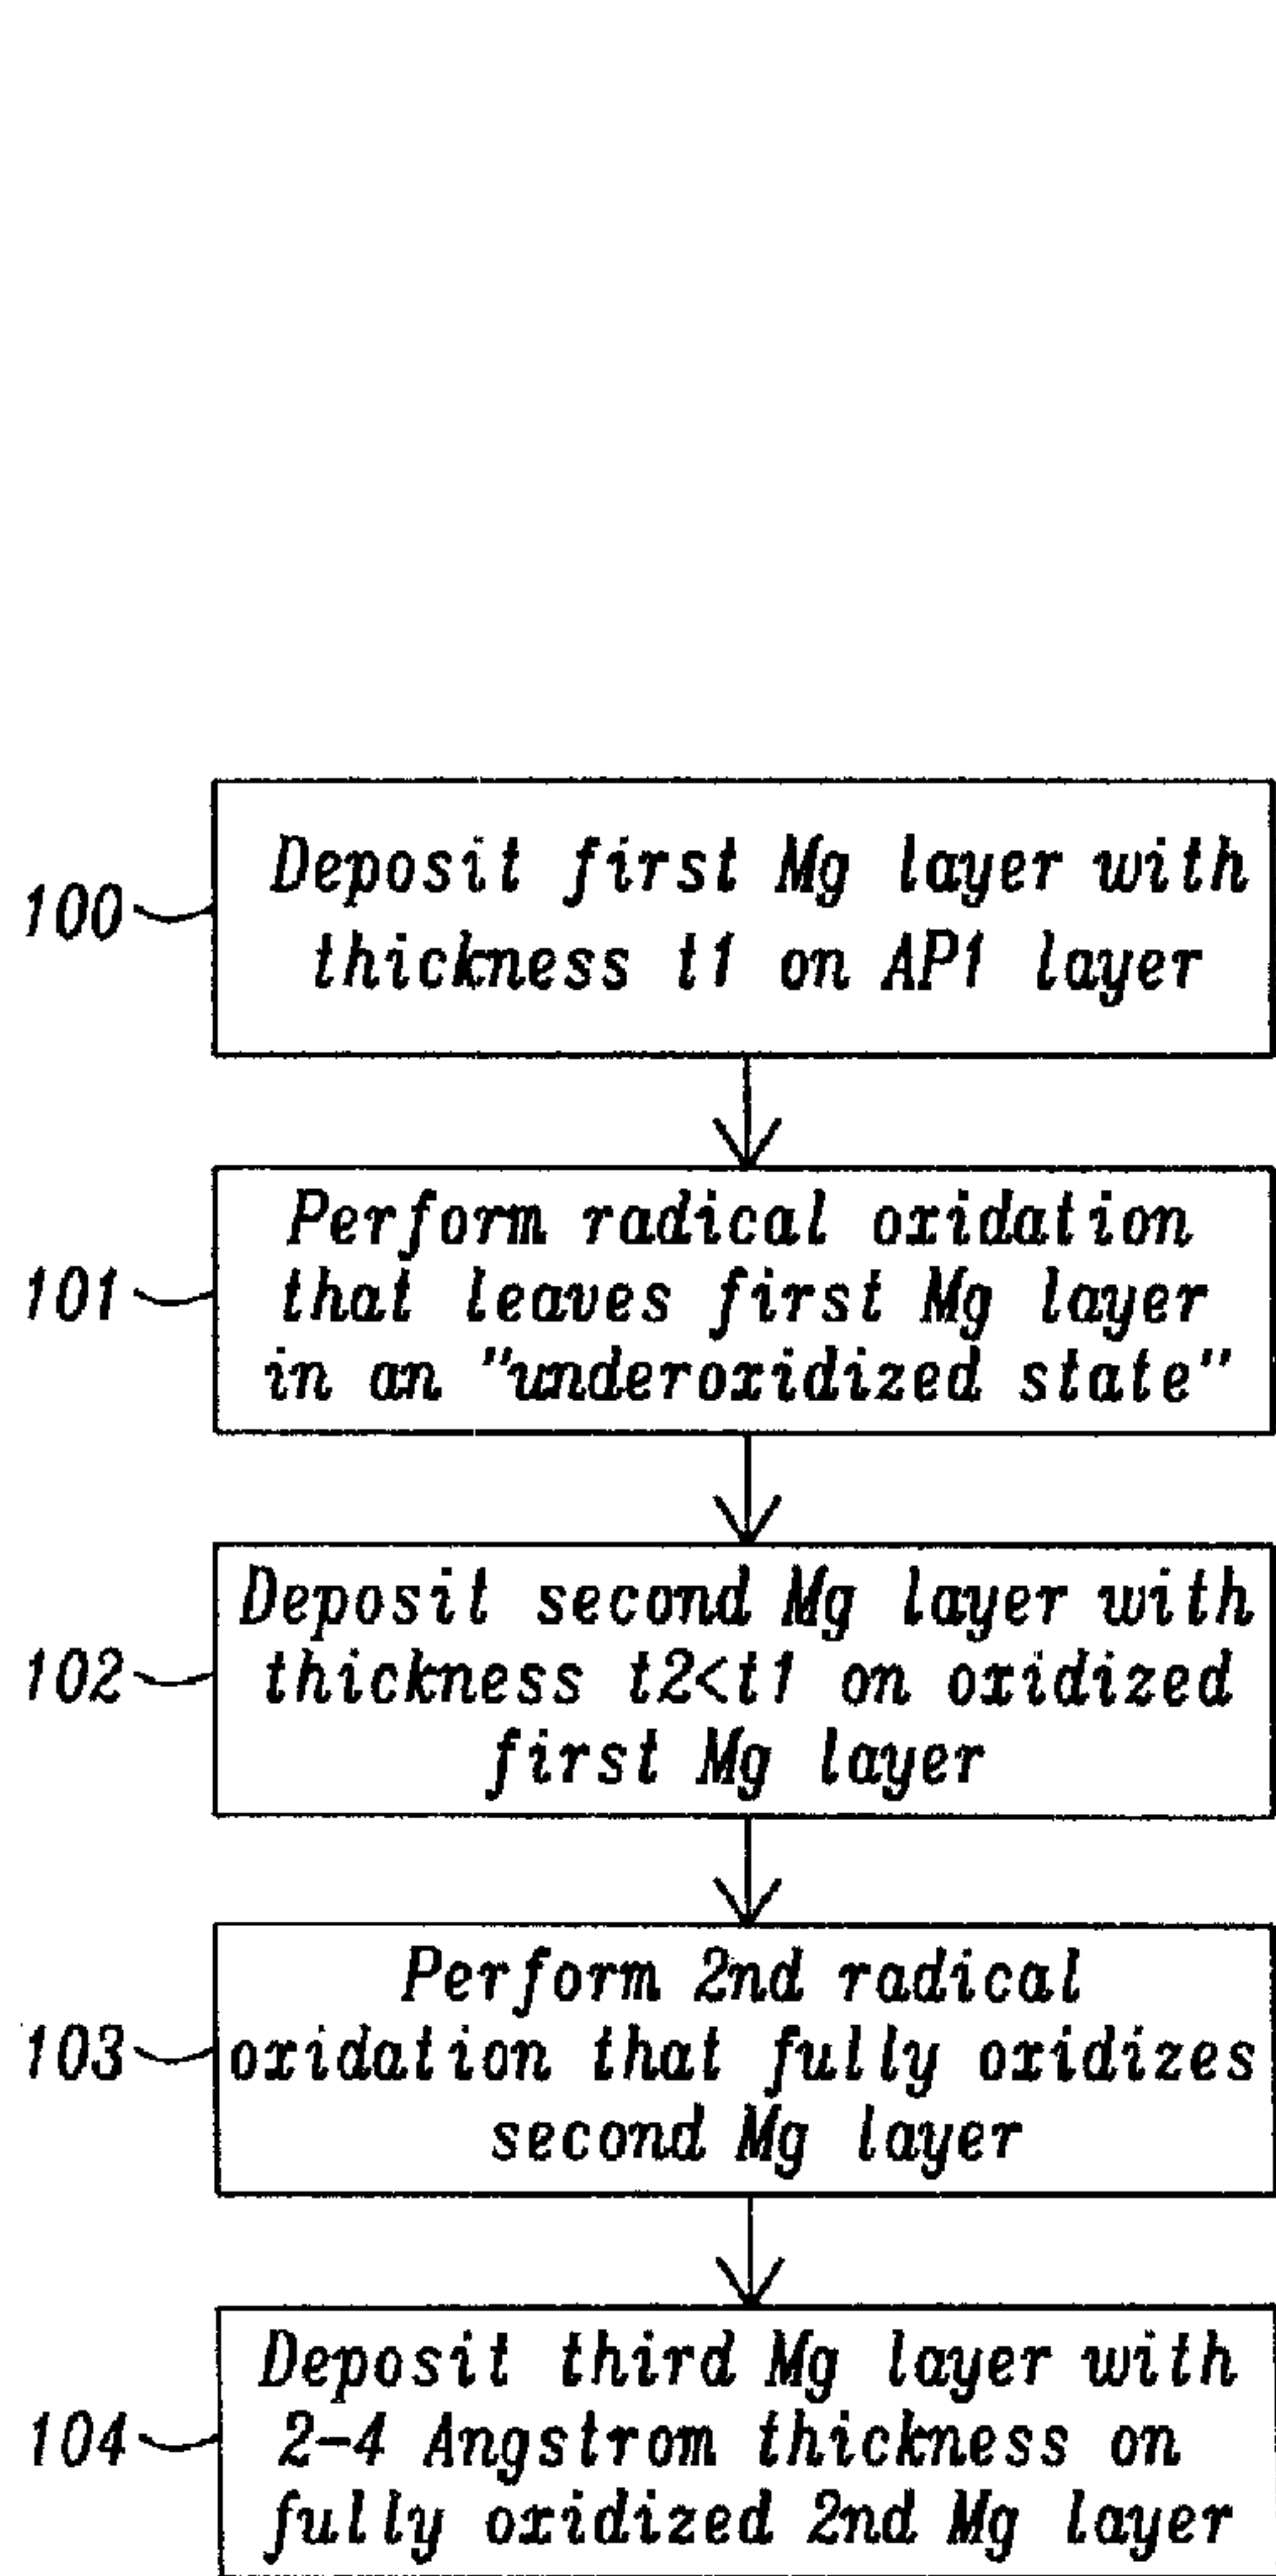 100
Deposit first Mg layer with
thickness t1 on AP1 layer
101
Perform radical oxidation
that leaves first Mg layer
in an "underoxidized state"
102
Deposit second Mg layer with
thickness t2<t1 on oxidized
first Mg layer
103
Perform 2nd radical
oxidation that fully oxidizes
second Mg layer
104
Deposit third Mg layer with
2-4 Angstrom thickness on
fully oxidized 2nd Mg layer